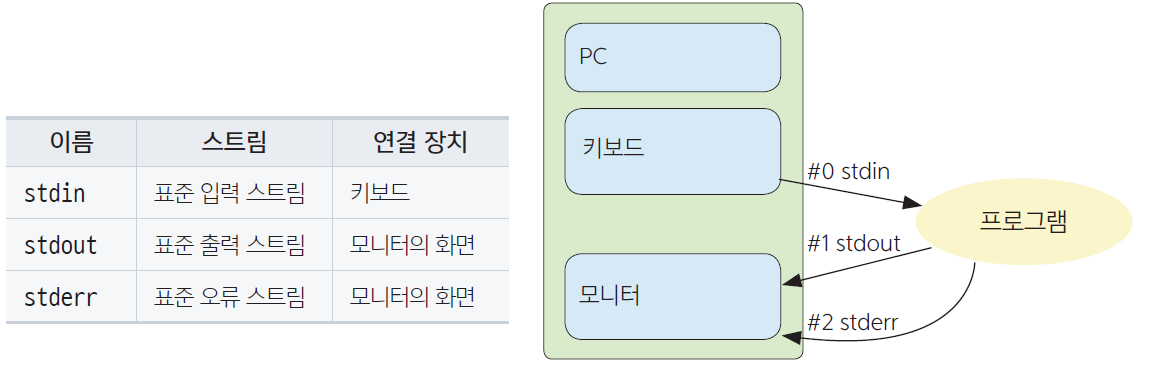 이름 스트림 연결 장치
stdin 표준 입력 스트림 키보드
stdout 표준 출력 스트림 모니터의 화면
stderr 표준 오류 스트림 모니터의 화면
PC
키보드
#0 stdin
프로그램
#1 stdout
모니터
#2 stderr